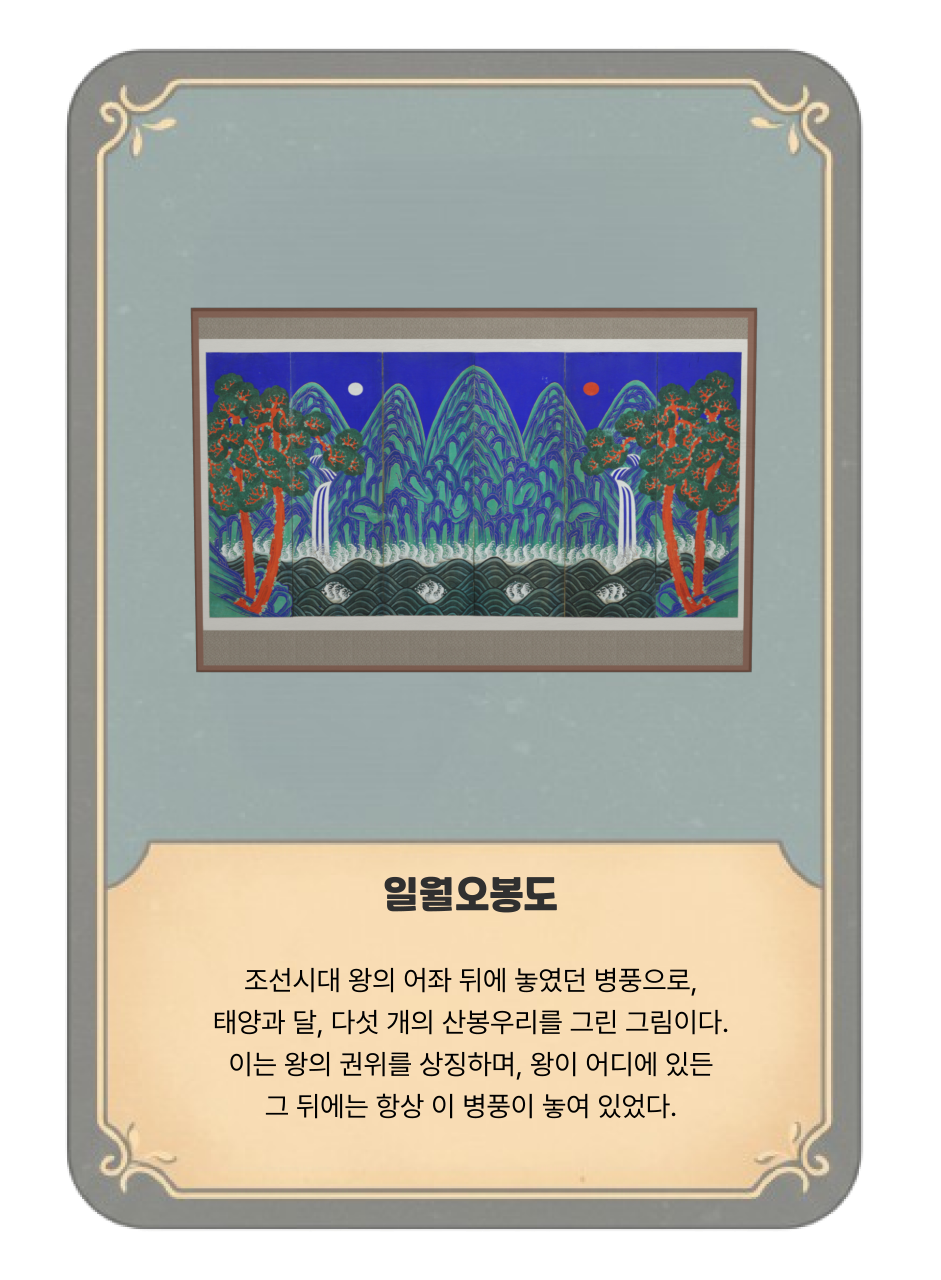 일월오봉도
조선시대 왕의 어좌 뒤에 놓였던 병풍으로,
태양과 달, 다섯 개의 산봉우리를 그린 그림이다.
이는 왕의 권위를 상징하며, 왕이 어디에 있든
그 뒤에는 항상 이 병풍이 놓여 있었다.